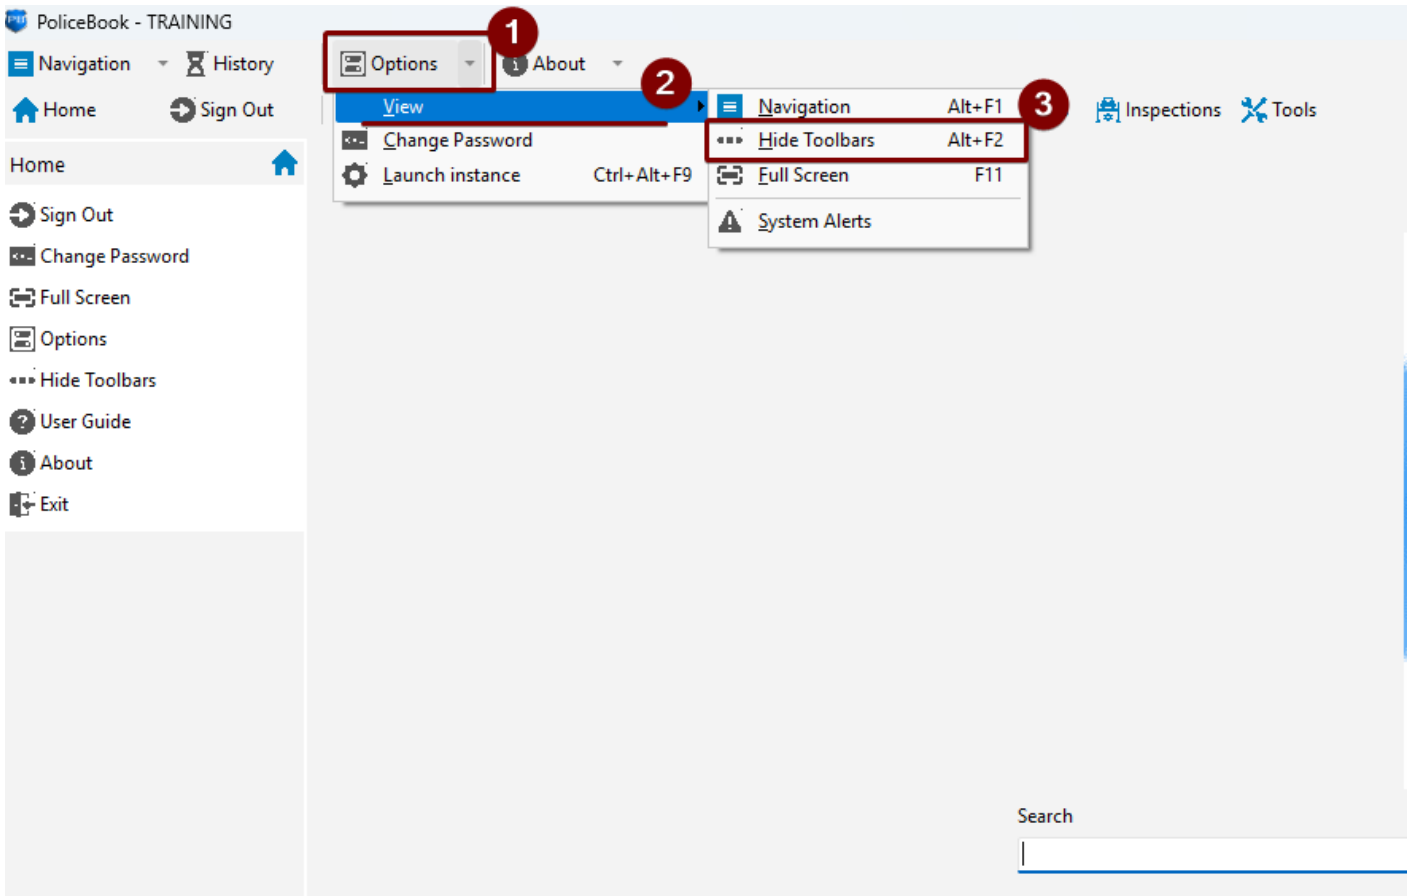 PoliceBook - TRAINING
1
Navigation History Options About
2
3
Home Sign Out View Navigation Alt+F1 Inspections Tools
Change Password Hide Toolbars Alt+F2
Home
Launch instance Ctrl+Alt+F9 Full Screen F11
Sign Out
System Alerts
Change Password
Full Screen
Options
Hide Toolbars
User Guide
About
Exit
Search